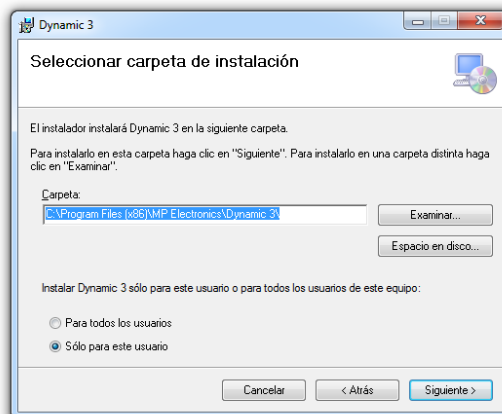 Dynamic 3
Seleccionar carpeta de instalación
El instalador instalará Dynamic 3 en la siguiente carpeta.
Para instalarlo en esta carpeta haga clic en "Siguiente". Para instalarlo en una carpeta distinta haga
clic en "Examinar".
Carpeta:
C:\Program Files (x86)\MP Electronics\Dynamic 3\
Examinar...
Espacio en disco...
Instalar Dynamic 3 sólo para este usuario o para todos los usuarios de este equipo:
Para todos los usuarios
Sólo para este usuario
Cancelar
< Atrás
Siguiente >